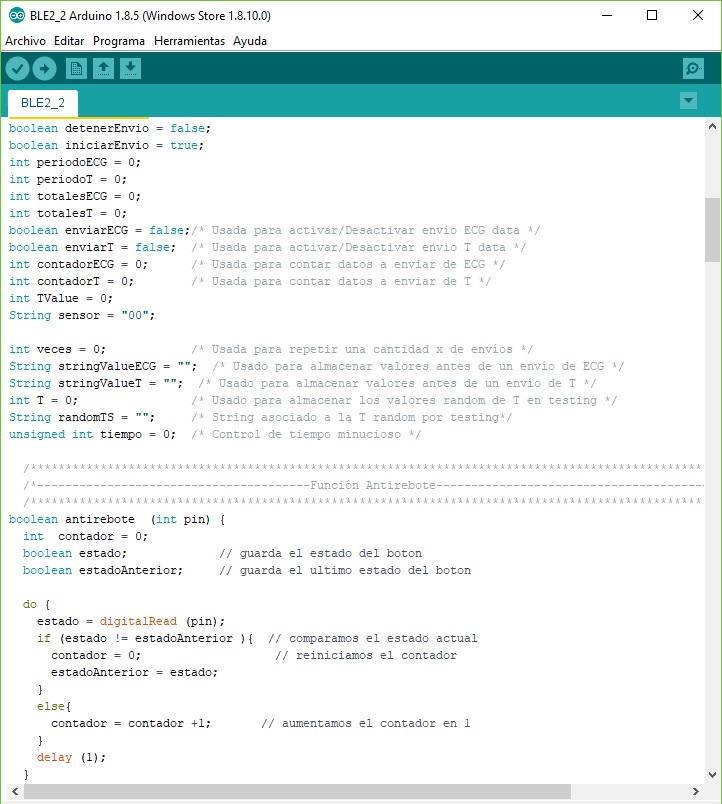 BLE2_2 Arduino 1.8.5 (Windows Store 1.8.10.0)
Archivo Editar Programa Herramientas Ayuda
BLE2_2
boolean detenerEnvio = false;
boolean iniciarEnvio = true;
int periodoECG = 0;
int periodoT = 0;
int totalesECG = 0;
int totalesT = 0;
boolean enviarECG = false;/* Usada para activar/Desactivar envio ECG data */
boolean enviarT = false;  /* Usada para activar/Desactivar envio T data */
int contadorECG = 0;      /* Usada para contar datos a enviar de ECG */
int contadorT = 0;        /* Usada para contar datos a enviar de T */
int TValue = 0;
String sensor = "00";
int veces = 0;            /* Usada para repetir una cantidad x de envíos */
String stringValueECG = "";  /* Usado para almacenar valores antes de un envío de ECG */
String stringValueT = "";  /* Usado para almacenar valores antes de un envío de T */
int T = 0;                /* Usado para almacenar los valores random de T en testing */
String randomTS = "";     /* String asociado a la T random por testing*/
unsigned int tiempo = 0;  /* Control de tiempo minucioso */
/************************************************************************************************
/*---------------------------------------Función Antirebote--------------------------------------
/************************************************************************************************
boolean antirebote  (int pin) {
  int  contador = 0;
  boolean estado;             // guarda el estado del boton
  boolean estadoAnterior;     // guarda el ultimo estado del boton
  do {
    estado = digitalRead (pin);
    if (estado != estadoAnterior ){  // comparamos el estado actual
      contador = 0;                   // reiniciamos el contador
      estadoAnterior = estado;
    }
    else{
      contador = contador +1;       // aumentamos el contador en 1
    }
    delay (1);
  }